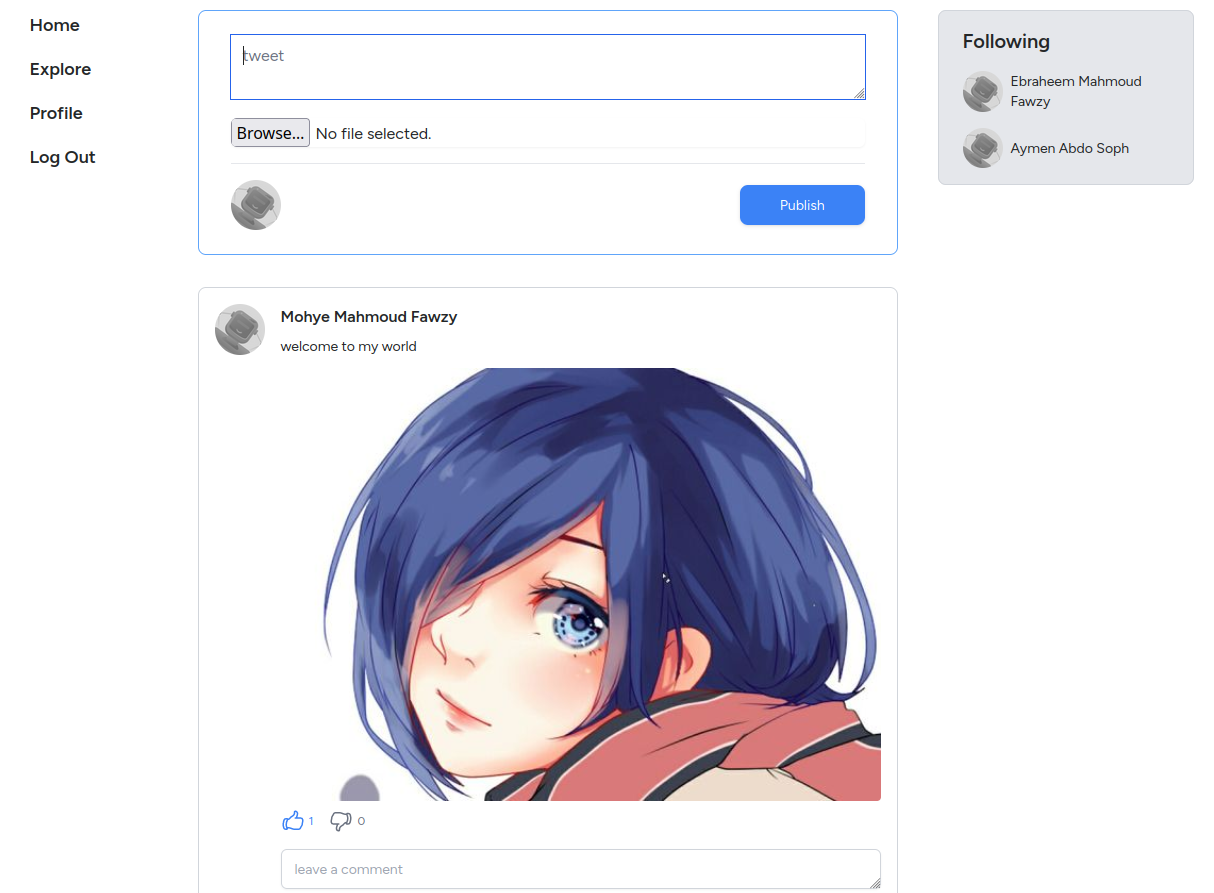 Home
Explore
Profile
Log Out
tweet
Browse... No file selected.
Publish
Mohye Mahmoud Fawzy
welcome to my world
1 0
leave a comment
Following
Ebraheem Mahmoud
Fawzy
Aymen Abdo Soph